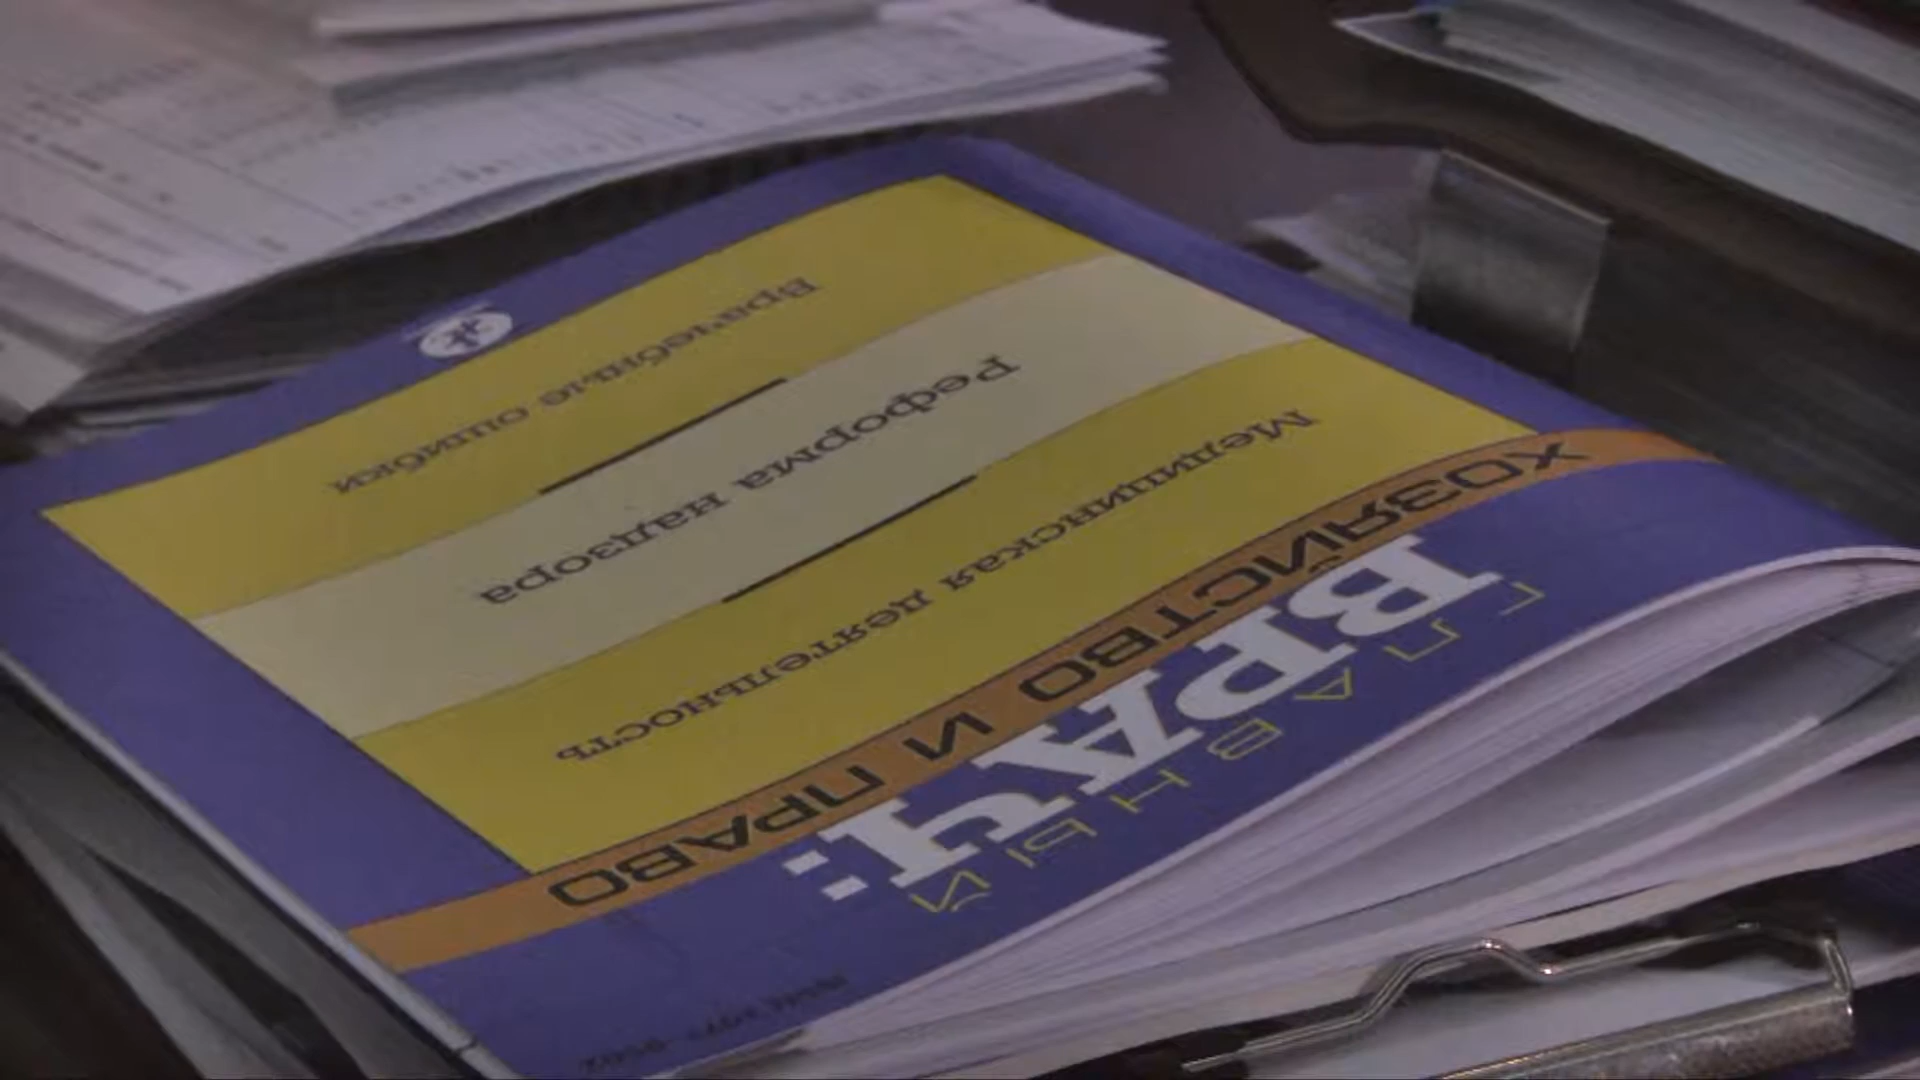 ГЛАВНЫЙ
ВРАЧ:
ХОЗЯЙСТВО И ПРАВО
Медицинская деятельность
Реформа надзора
Врачебные ошибки